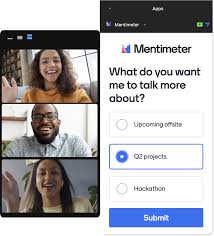 Apps
Mentimeter
Mentimeter
What do you want
me to talk more
about?
Upcoming offsite
Q2 projects
Hackathon
Submit